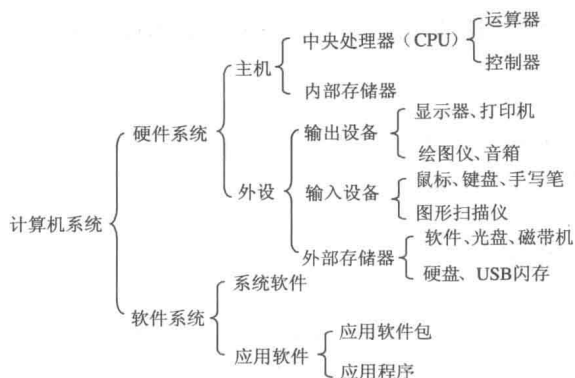 运算器
中央处理器（CPU）
控制器
主机
内部存储器
显示器、打印机
硬件系统
输出设备
绘图仪、音箱
外设
鼠标、键盘、手写笔
输入设备
图形扫描仪
计算机系统
软件、光盘、磁带机
外部存储器
硬盘、USB闪存
系统软件
软件系统
应用软件包
应用软件
应用程序